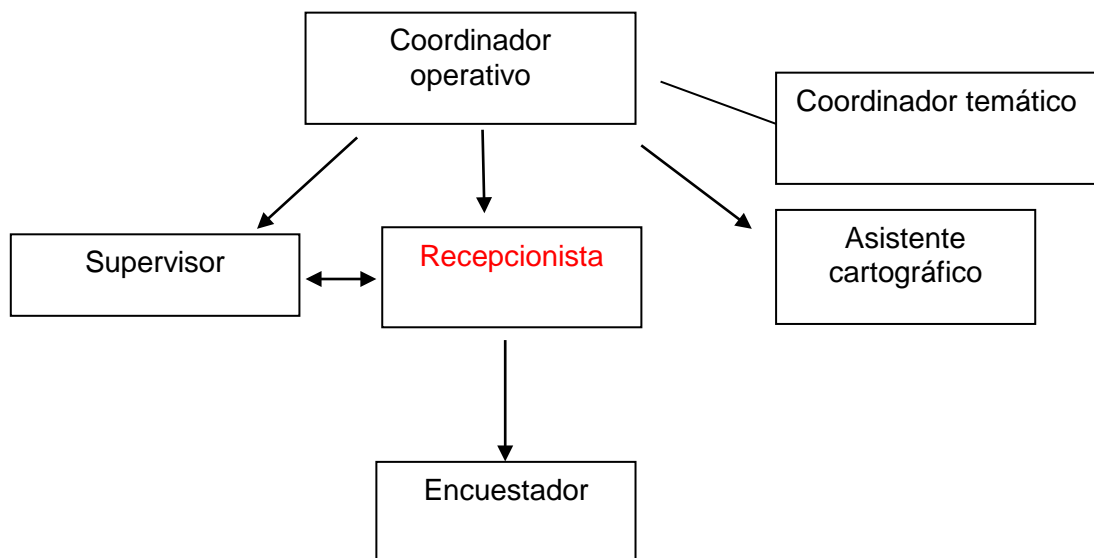 Coordinador
operativo
Coordinador temático
Supervisor
Recepcionista
Asistente
cartográfico
Encuestador